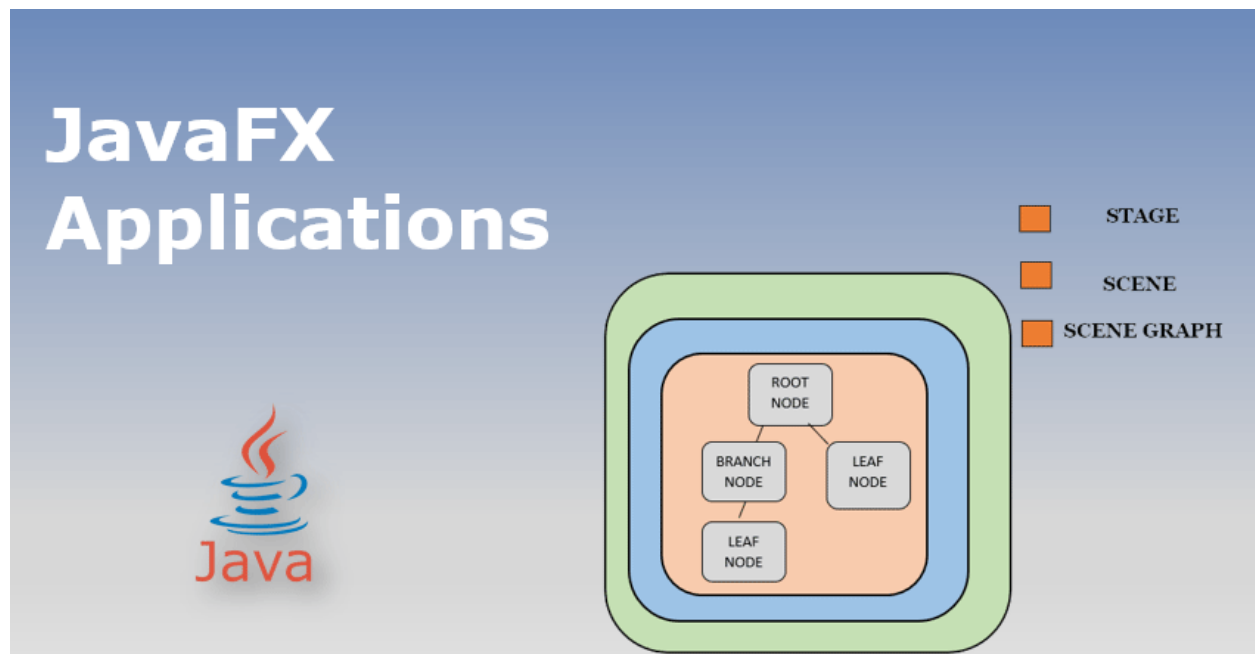 JavaFX
Applications
STAGE
SCENE
SCENE GRAPH
ROOT
NODE
BRANCH
NODE
LEAF
NODE
LEAF
NODE
Java